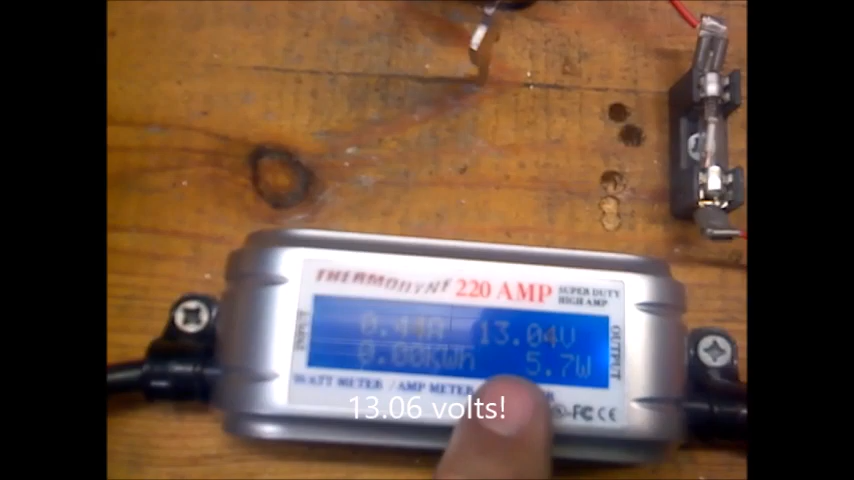 THERMODYNE 220 AMP SUPER DUTY
HIGH AMP
0.44A 13.04V
0.00KWh 5.7W
OUTPUT
WATT METER / AMP METER
FC CE
13.06 volts!